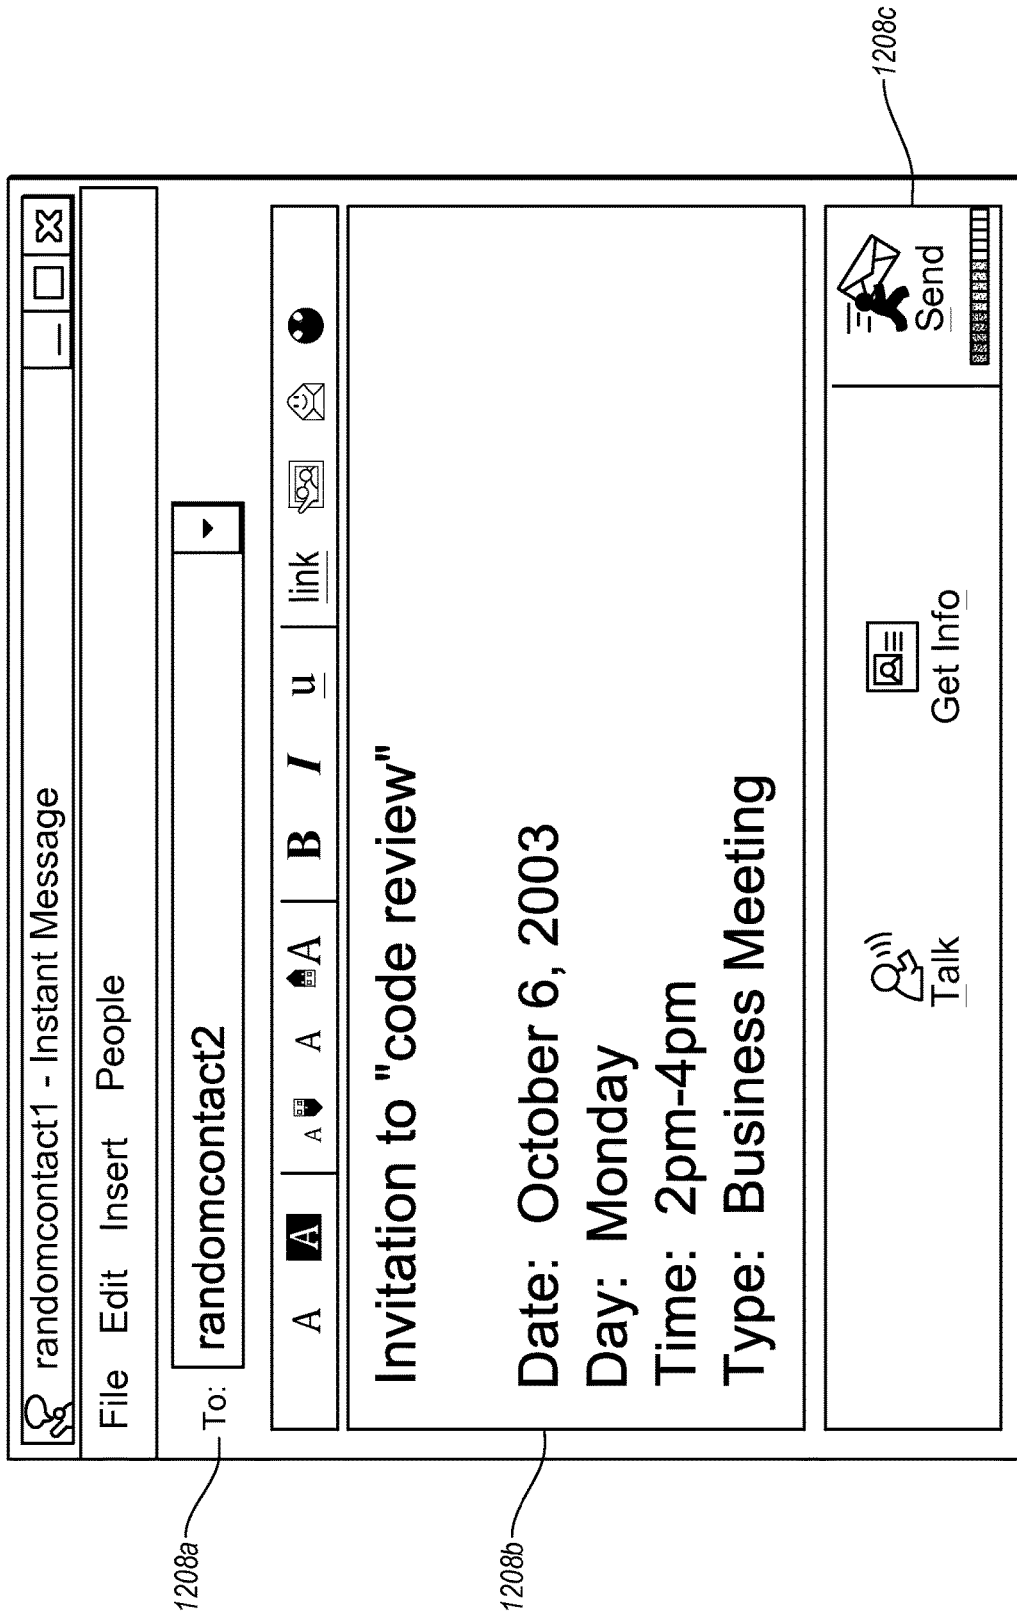 randomcontact1 - Instant Message
File Edit Insert People
1208a
To: randomcontact2
A A A A A B I u link
1208b
Invitation to "code review"
Date: October 6, 2003
Day: Monday
Time: 2pm-4pm
Type: Business Meeting
Talk Get Info Send
1208c